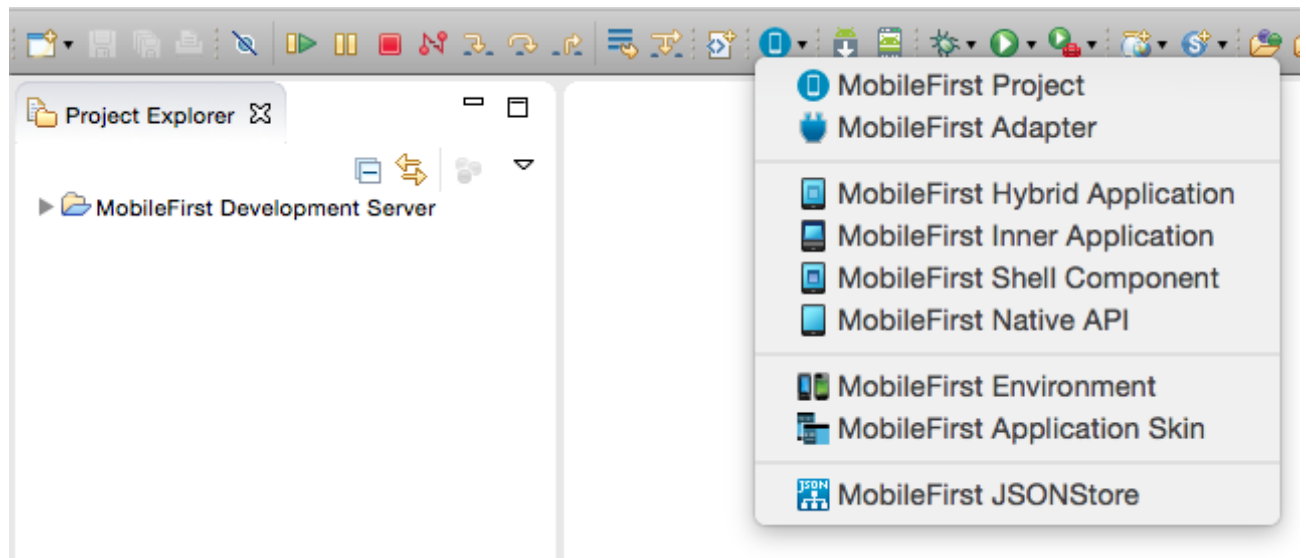 Project Explorer
MobileFirst Development Server
MobileFirst Project
MobileFirst Adapter
MobileFirst Hybrid Application
MobileFirst Inner Application
MobileFirst Shell Component
MobileFirst Native API
MobileFirst Environment
MobileFirst Application Skin
JSON
MobileFirst JSONStore